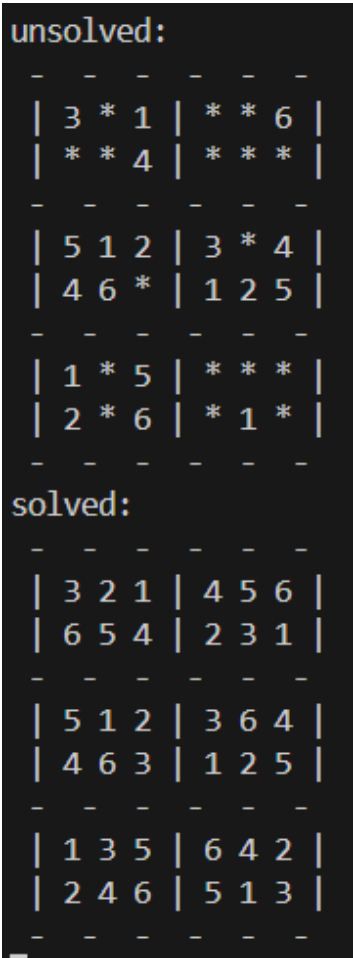 unsolved:
- - - - - -
| 3 * 1 | * * 6 |
| * * 4 | * * * |
- - - - - -
| 5 1 2 | 3 * 4 |
| 4 6 * | 1 2 5 |
- - - - - -
| 1 * 5 | * * * |
| 2 * 6 | * 1 * |
- - - - - -
solved:
- - - - - -
| 3 2 1 | 4 5 6 |
| 6 5 4 | 2 3 1 |
- - - - - -
| 5 1 2 | 3 6 4 |
| 4 6 3 | 1 2 5 |
- - - - - -
| 1 3 5 | 6 4 2 |
| 2 4 6 | 5 1 3 |
- - - - - -